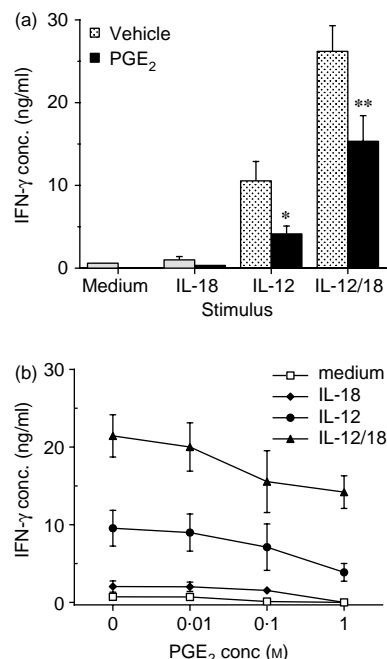 (a)
Vehicle
PGE₂
IFN-γ conc. (ng/ml)
30
20
10
0
*
**
Medium IL-18 IL-12 IL-12/18
Stimulus
(b)
medium
IL-18
IL-12
IL-12/18
IFN-γ conc. (ng/ml)
30
20
10
0
0 0·01 0·1 1
PGE₂ conc (M)